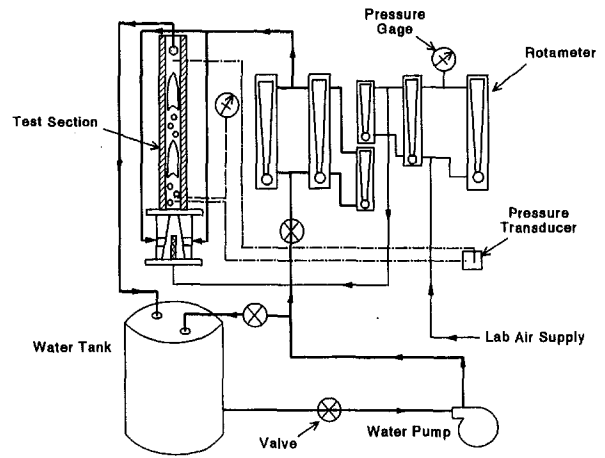 Pressure
Gage
Rotameter
Test Section
Pressure
Transducer
Lab Air Supply
Water Tank
Valve
Water Pump